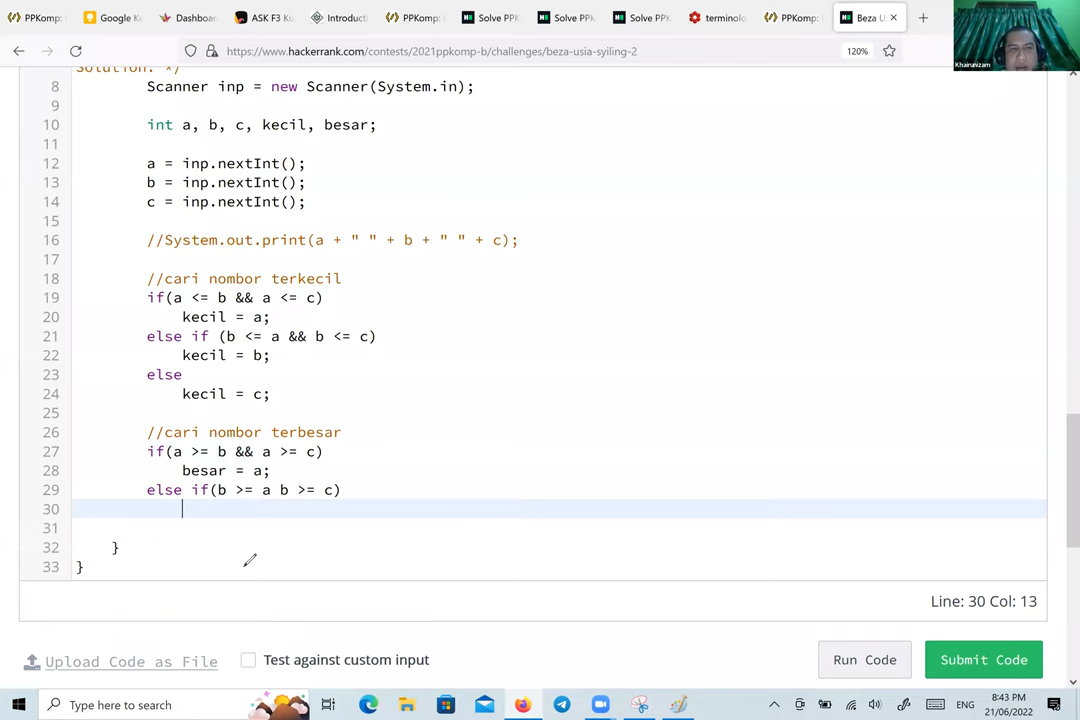 PPKomp:
Google Ka
Dashboar
ASK F3 Ku
Introducti
PPKomp:
Solve PPK
Solve PPK
Solve PPK
terminolo
PPKomp:
Beza U
https://www.hackerrank.com/contests/2021ppkomp-b/challenges/beza-usia-syiling-2
120%
Khairunizam
Solution. */
8 Scanner inp = new Scanner(System.in);
9
10 int a, b, c, kecil, besar;
11
12 a = inp.nextInt();
13 b = inp.nextInt();
14 c = inp.nextInt();
15
16 //System.out.print(a + " " + b + " " + c);
17
18 //cari nombor terkecil
19 if(a <= b && a <= c)
20 kecil = a;
21 else if (b <= a && b <= c)
22 kecil = b;
23 else
24 kecil = c;
25
26 //cari nombor terbesar
27 if(a >= b && a >= c)
28 besar = a;
29 else if(b >= a b >= c)
30
31
32 }
33 }
Line: 30 Col: 13
Upload Code as File
Test against custom input
Run Code
Submit Code
Type here to search
ENG
8:43 PM
21/06/2022